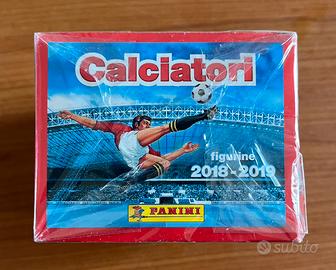 Calciatori
figurine
2018-2019
PANINI
subito